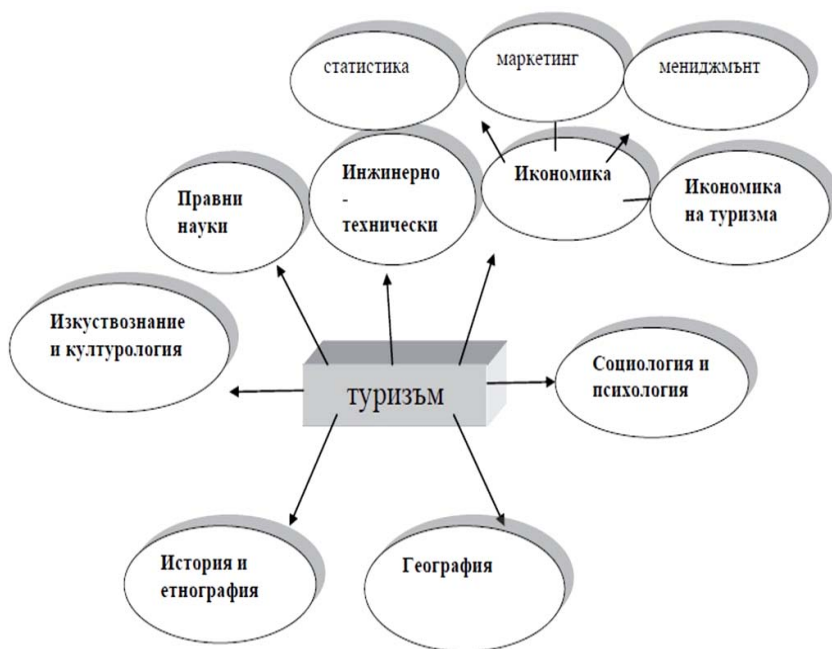 статистика
маркетинг
мениджмънт
Правни
науки
Инжинерно
-
технически
Икономика
Икономика
на туризма
Изкуствознание
и културология
туризъм
Социология и
психология
История и
етнография
География